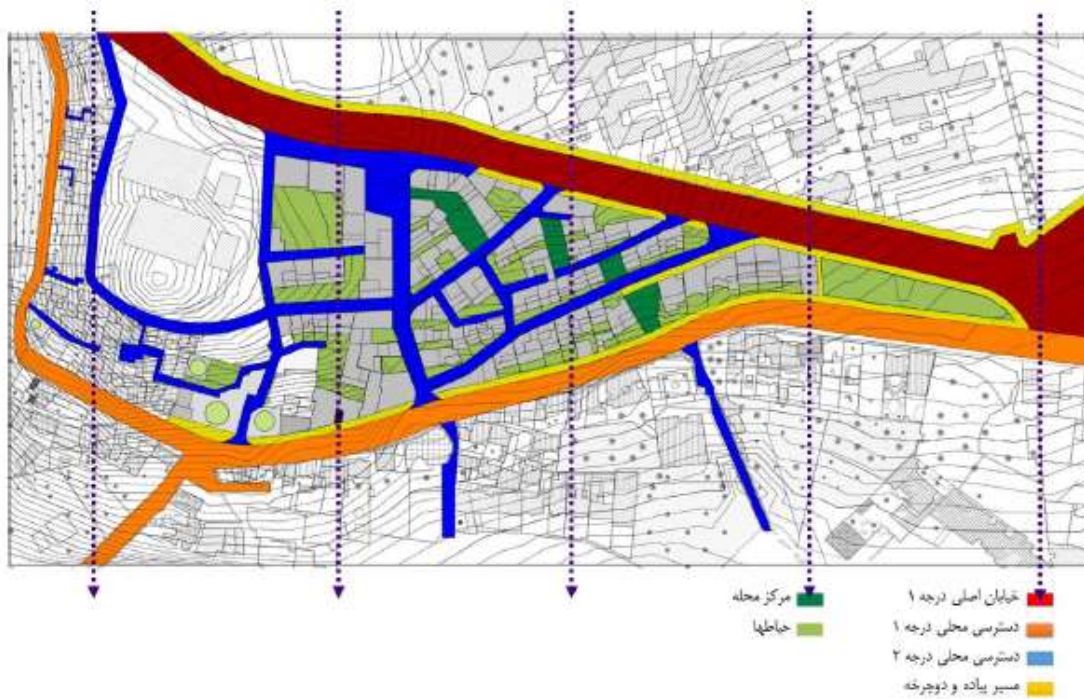 خیابان اصلی درجه ۱
دسترسی محلی درجه ۱
دسترسی محلی درجه ۲
مسیر پیاده و دوچرخه
مرکز محله
حیاطها